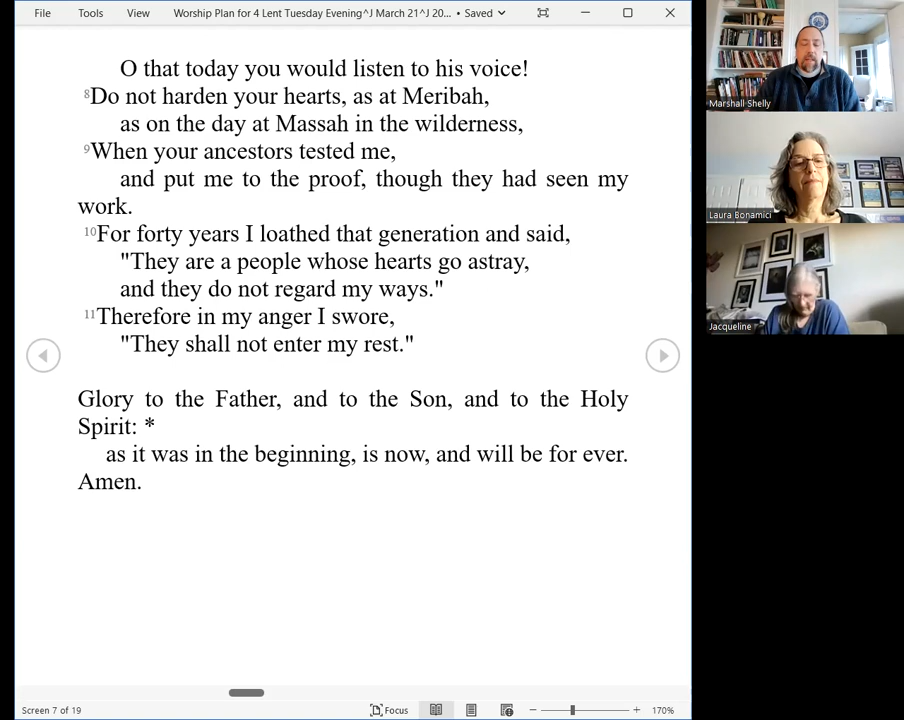 File Tools View Worship Plan for 4 Lent Tuesday Evening^J March 21^J 20... • Saved
O that today you would listen to his voice!
8Do not harden your hearts, as at Meribah,
as on the day at Massah in the wilderness,
9When your ancestors tested me,
and put me to the proof, though they had seen my
work.
10For forty years I loathed that generation and said,
"They are a people whose hearts go astray,
and they do not regard my ways."
11Therefore in my anger I swore,
"They shall not enter my rest."
Glory to the Father, and to the Son, and to the Holy
Spirit: *
as it was in the beginning, is now, and will be for ever.
Amen.
Screen 7 of 19 Focus 170%
Marshall Shelly
Laura Bonamici
Jacqueline